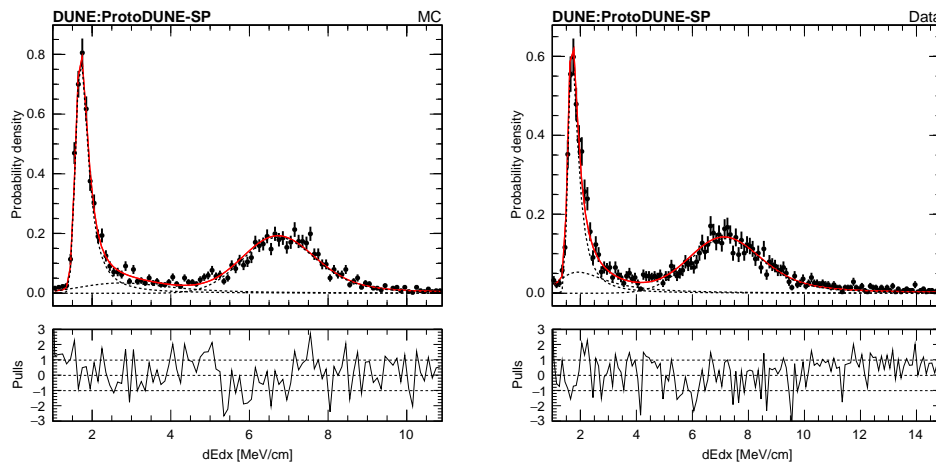 DUNE:ProtoDUNE-SP MC
0.8
0.6
0.4
0.2
0.0
Probability density
3
2
1
0
−1
−2
−3
Pulls
2 4 6 8 10
dEdx [MeV/cm]
DUNE:ProtoDUNE-SP Data
0.6
0.4
0.2
0.0
Probability density
3
2
1
0
−1
−2
−3
Pulls
2 4 6 8 10 12 14
dEdx [MeV/cm]